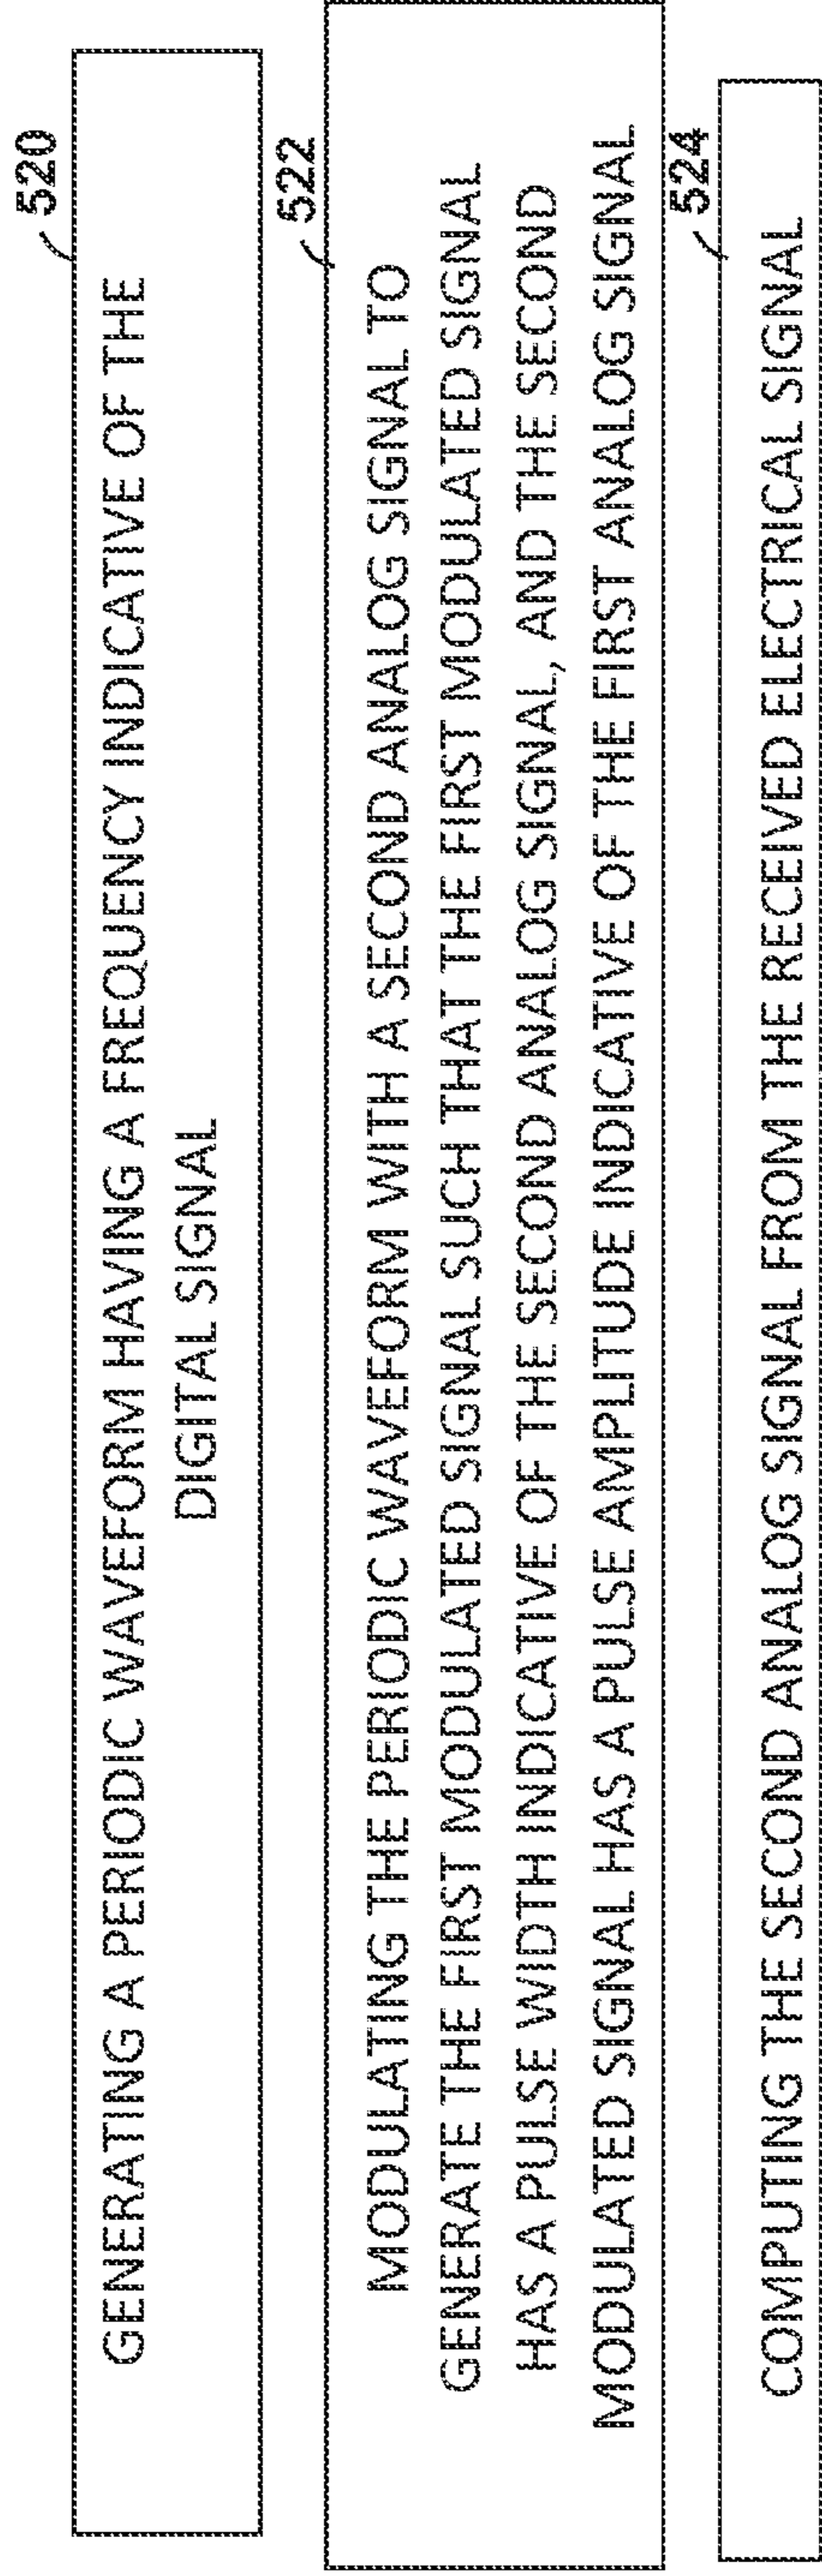 520
GENERATING A PERIODIC WAVEFORM HAVING A FREQUENCY INDICATIVE OF THE
DIGITAL SIGNAL
522
MODULATING THE PERIODIC WAVEFORM WITH A SECOND ANALOG SIGNAL TO
GENERATE THE FIRST MODULATED SIGNAL SUCH THAT THE FIRST MODULATED SIGNAL
HAS A PULSE WIDTH INDICATIVE OF THE SECOND ANALOG SIGNAL, AND THE SECOND
MODULATED SIGNAL HAS A PULSE AMPLITUDE INDICATIVE OF THE FIRST ANALOG SIGNAL
524
COMPUTING THE SECOND ANALOG SIGNAL FROM THE RECEIVED ELECTRICAL SIGNAL